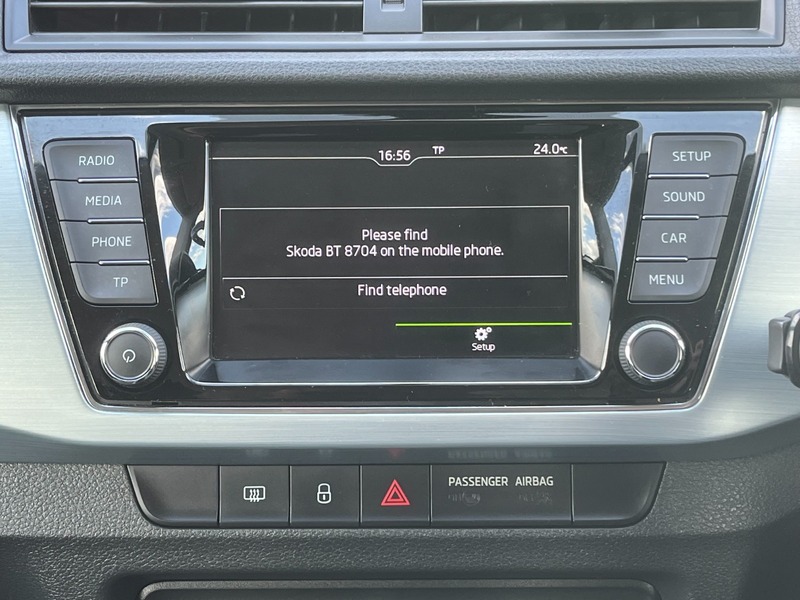 16:56 TP 24.0°C
RADIO
MEDIA
PHONE
TP
Please find
Skoda BT 8704 on the mobile phone.
Find telephone
Setup
SETUP
SOUND
CAR
MENU
PASSENGER AIRBAG